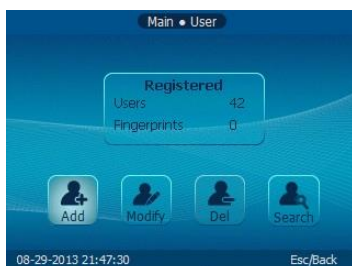 Main ● User
Registered
Users 42
Fingerprints 0
Add Modify Del Search
08-29-2013 21:47:30 Esc/Back